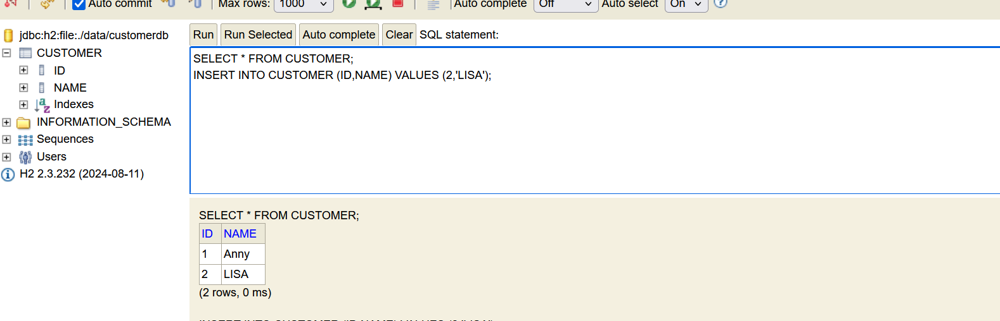 Auto commit Max rows: 1000 Auto complete Off Auto select On ?
jdbc:h2:file:./data/customerdb
CUSTOMER
ID
NAME
Indexes
INFORMATION_SCHEMA
Sequences
Users
H2 2.3.232 (2024-08-11)
Run Run Selected Auto complete Clear SQL statement:
SELECT * FROM CUSTOMER;
INSERT INTO CUSTOMER (ID,NAME) VALUES (2,'LISA');
SELECT * FROM CUSTOMER;
ID NAME
1 Anny
2 LISA
(2 rows, 0 ms)